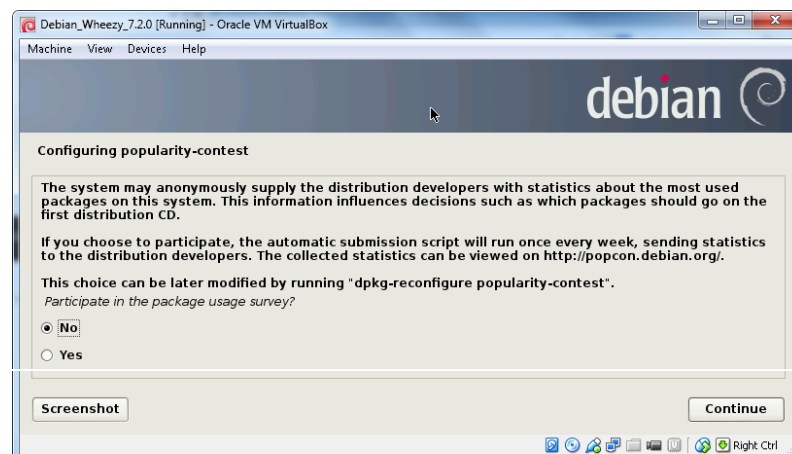 Debian_Wheezy_7.2.0 [Running] - Oracle VM VirtualBox
Machine View Devices Help
debian
Configuring popularity-contest
The system may anonymously supply the distribution developers with statistics about the most used
packages on this system. This information influences decisions such as which packages should go on the
first distribution CD.
If you choose to participate, the automatic submission script will run once every week, sending statistics
to the distribution developers. The collected statistics can be viewed on http://popcon.debian.org/.
This choice can be later modified by running "dpkg-reconfigure popularity-contest".
Participate in the package usage survey?
No
Yes
Screenshot Continue
Right Ctrl